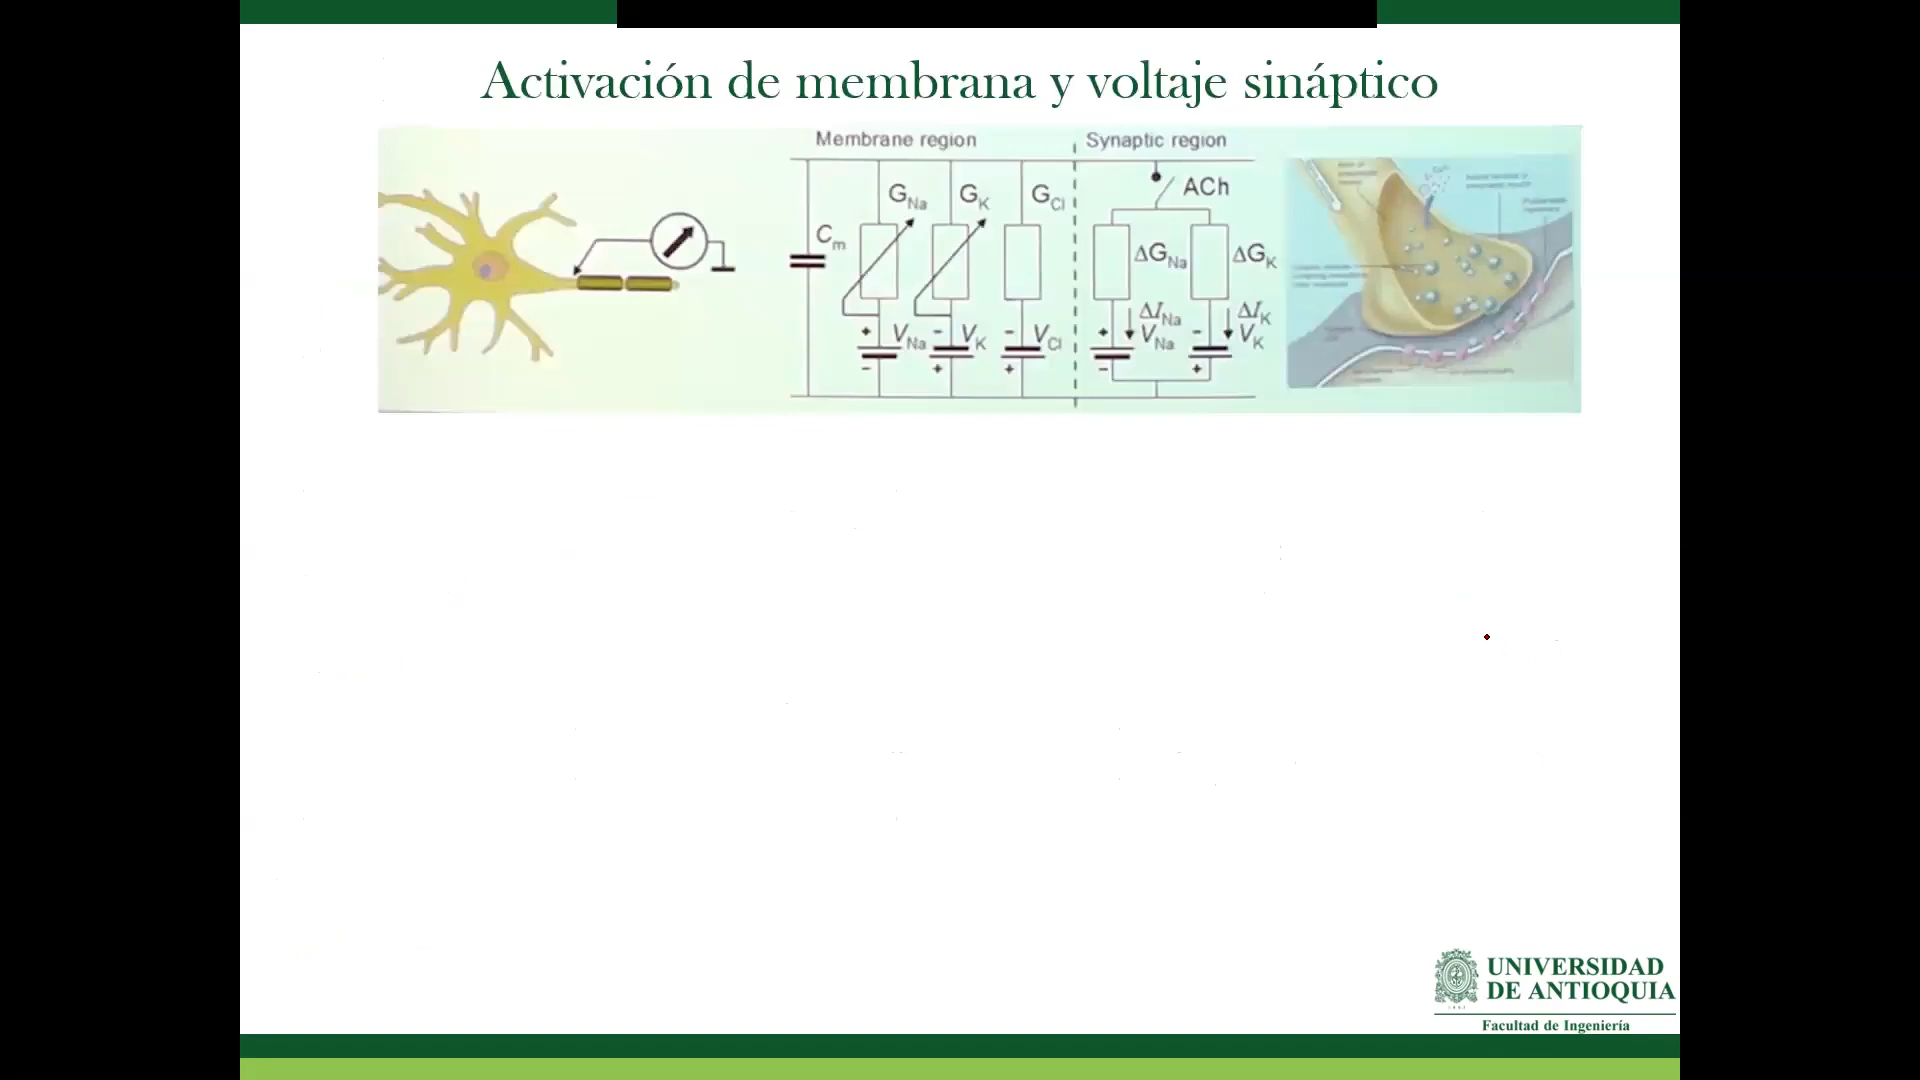 Activación de membrana y voltaje sináptico
Membrane region
Synaptic region
ACh
G_Na
G_K
G_Cl
C_m
ΔG_Na
ΔG_K
ΔI_Na
ΔI_K
+ V_Na
- V_K
- V_Cl
+ V_Na
- V_K
-
+
+
-
+
UNIVERSIDAD
DE ANTIOQUIA
1803
Facultad de Ingeniería